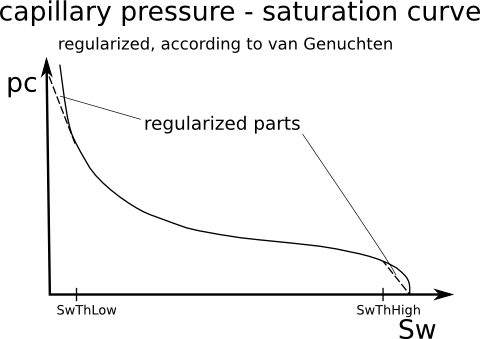 capillary pressure - saturation curve
regularized, according to van Genuchten
pc
regularized parts
SwThLow
SwThHigh
Sw